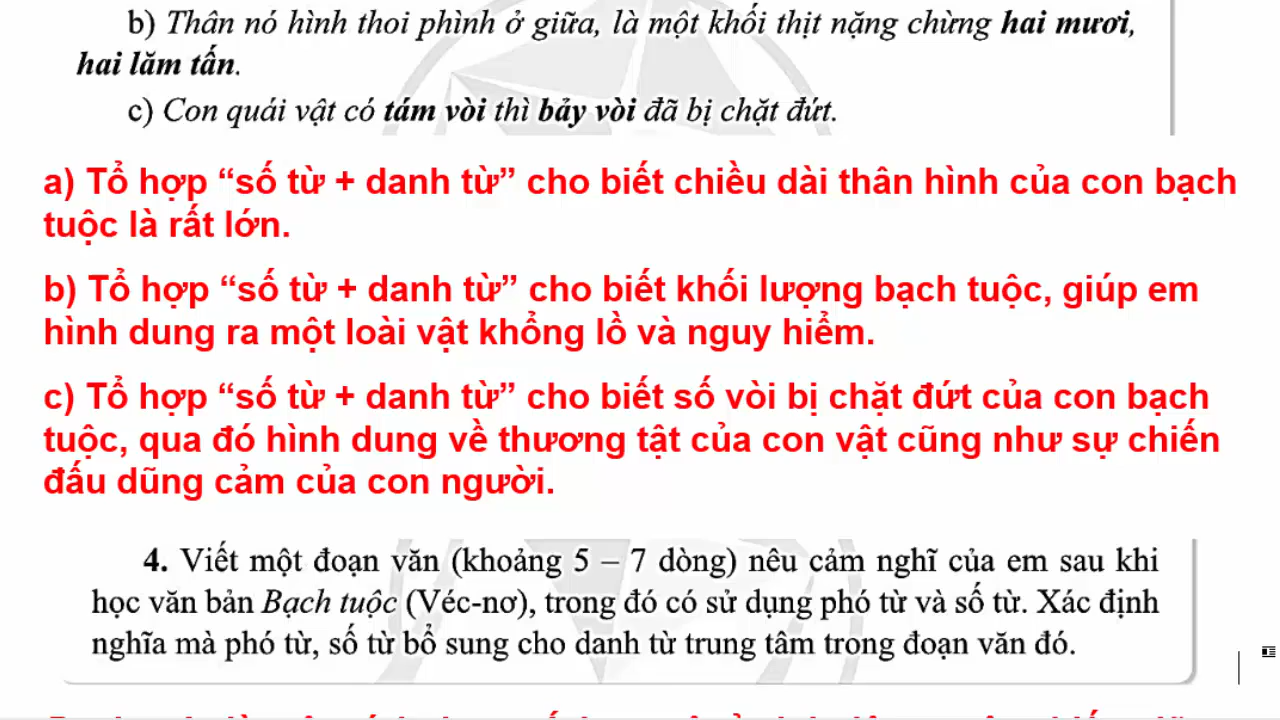 b) Thân nó hình thoi phình ở giữa, là một khối thịt nặng chừng hai mươi,
hai lăm tấn.
c) Con quái vật có tám vòi thì bảy vòi đã bị chặt đứt.
a) Tổ hợp “số từ + danh từ” cho biết chiều dài thân hình của con bạch
tuộc là rất lớn.
b) Tổ hợp “số từ + danh từ” cho biết khối lượng bạch tuộc, giúp em
hình dung ra một loài vật khổng lồ và nguy hiểm.
c) Tổ hợp “số từ + danh từ” cho biết số vòi bị chặt đứt của con bạch
tuộc, qua đó hình dung về thương tật của con vật cũng như sự chiến
đấu dũng cảm của con người.
4. Viết một đoạn văn (khoảng 5 – 7 dòng) nêu cảm nghĩ của em sau khi
học văn bản Bạch tuộc (Véc-nơ), trong đó có sử dụng phó từ và số từ. Xác định
nghĩa mà phó từ, số từ bổ sung cho danh từ trung tâm trong đoạn văn đó.